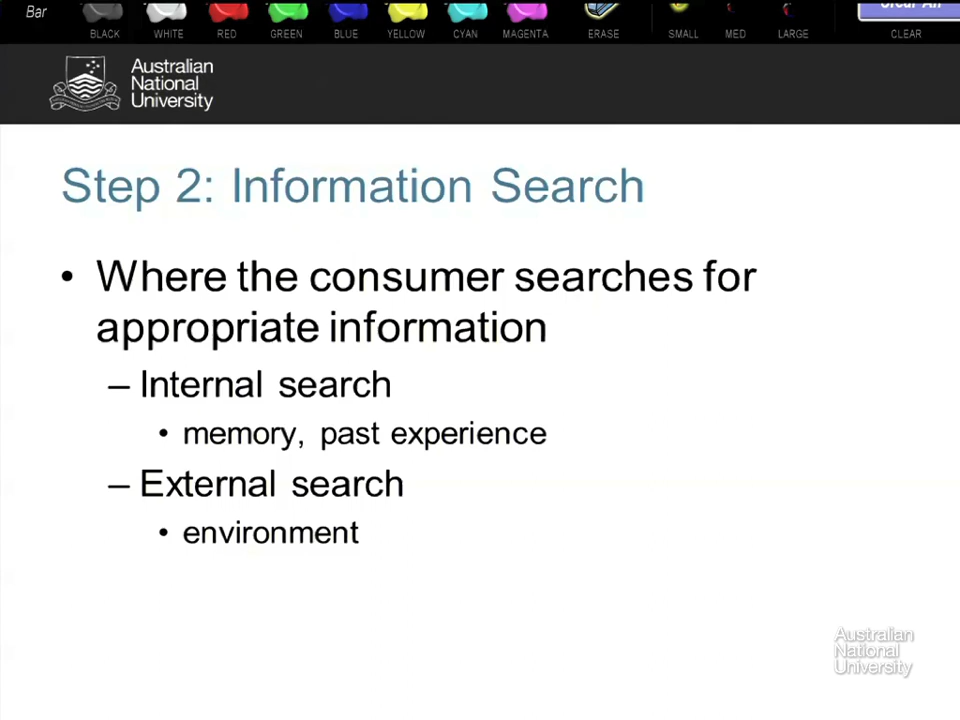 Bar
BLACK WHITE RED GREEN BLUE YELLOW CYAN MAGENTA ERASE SMALL MED LARGE CLEAR
Clear All
Australian
National
University
Step 2: Information Search
• Where the consumer searches for
appropriate information
– Internal search
• memory, past experience
– External search
• environment
Australian
National
University